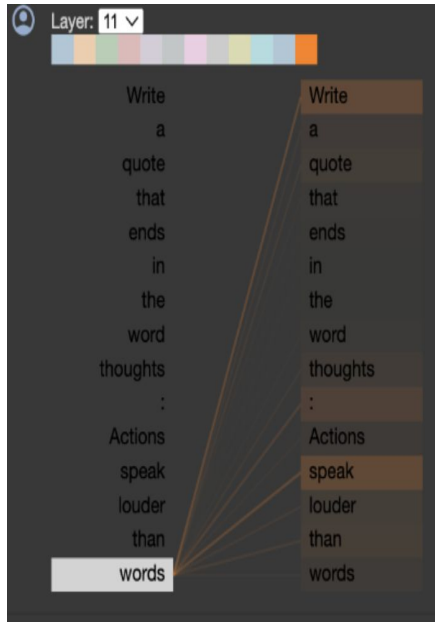 Layer: 11
Write Write
a a
quote quote
that that
ends ends
in in
the the
word word
thoughts thoughts
: :
Actions Actions
speak speak
louder louder
than than
words words